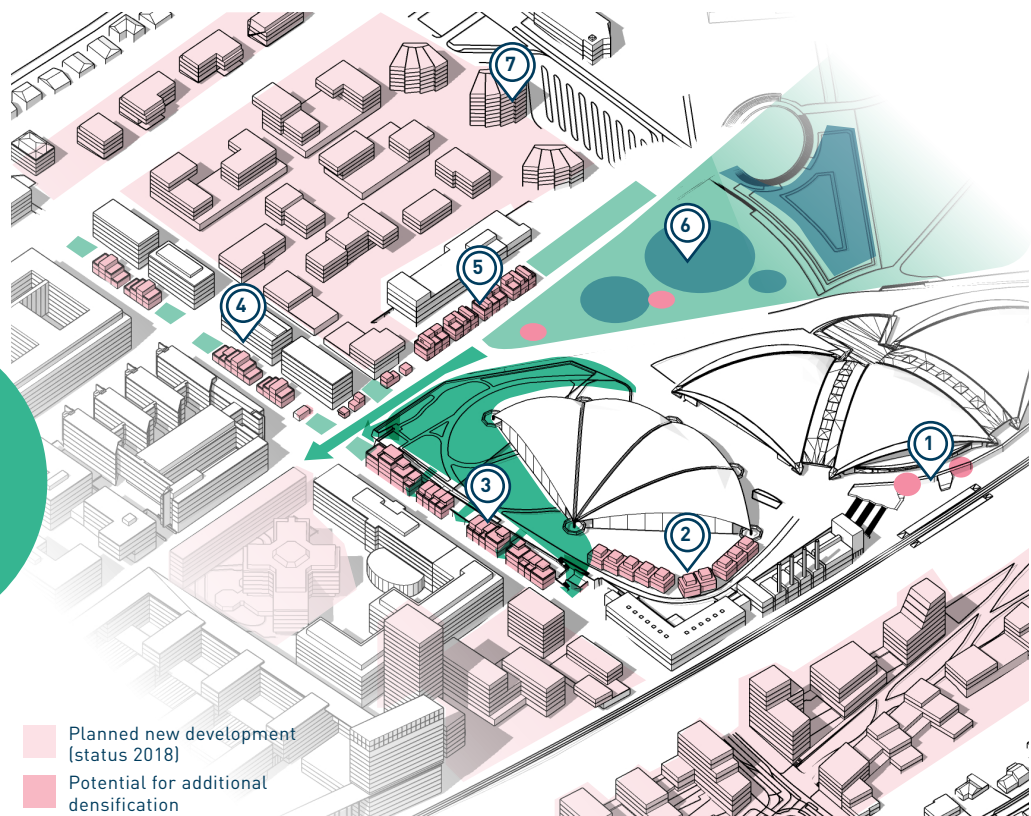 7
6
5
4
1
3
2
Planned new development
(status 2018)
Potential for additional
densification